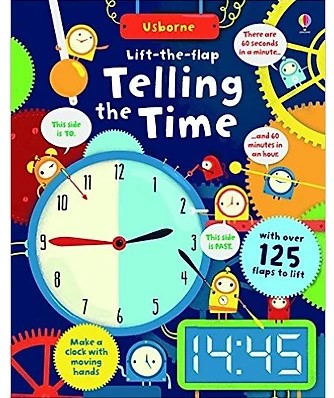 Usborne
Lift-the-flap
Telling
the Time
There are
60 seconds
in a minute...
This side
is TO.
...and 60
minutes in
an hour.
12
11
1
10
2
9
3
8
4
7
5
6
This side
is PAST.
with over
125
flaps to lift
Make a
clock with
moving
hands
14:45